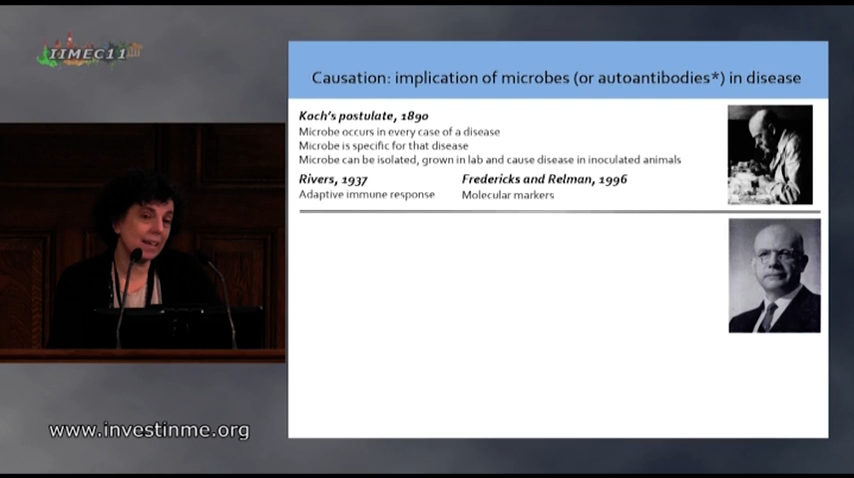 IIMEC11
Causation: implication of microbes (or autoantibodies*) in disease
Koch's postulate, 1890
Microbe occurs in every case of a disease
Microbe is specific for that disease
Microbe can be isolated, grown in lab and cause disease in inoculated animals
Rivers, 1937
Adaptive immune response
Fredericks and Relman, 1996
Molecular markers
www.investinme.org